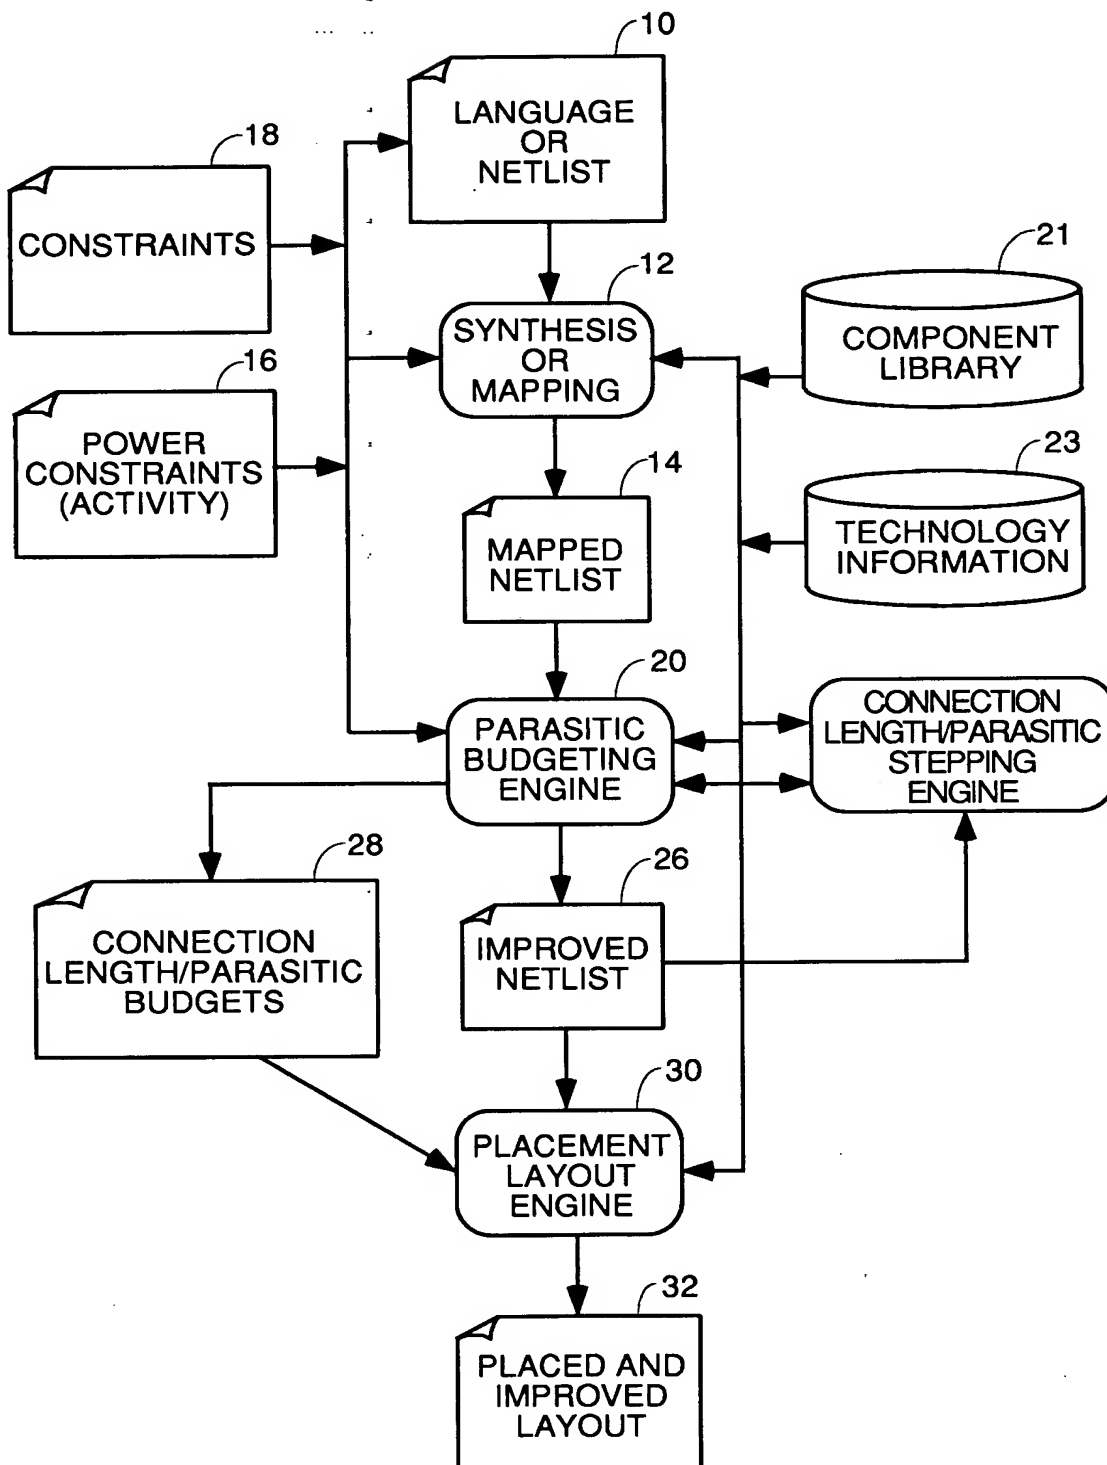 10
LANGUAGE
OR
NETLIST
18
CONSTRAINTS
12
SYNTHESIS
OR
MAPPING
21
COMPONENT
LIBRARY
16
POWER
CONSTRAINTS
(ACTIVITY)
14
MAPPED
NETLIST
23
TECHNOLOGY
INFORMATION
20
PARASITIC
BUDGETING
ENGINE
CONNECTION
LENGTH/PARASITIC
STEPPING
ENGINE
28
CONNECTION
LENGTH/PARASITIC
BUDGETS
26
IMPROVED
NETLIST
30
PLACEMENT
LAYOUT
ENGINE
32
PLACED AND
IMPROVED
LAYOUT